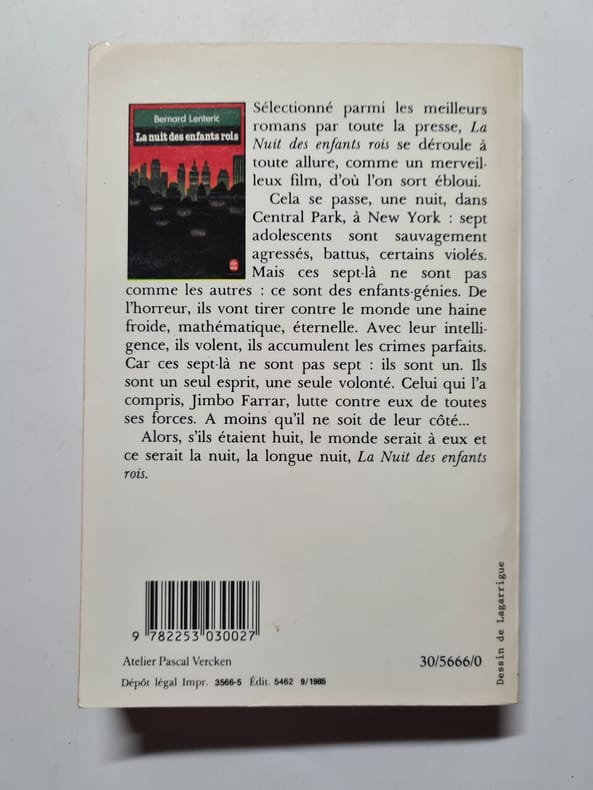 Bernard Lenteric
La nuit des enfants rois
Sélectionné parmi les meilleurs
romans par toute la presse, La
Nuit des enfants rois se déroule à
toute allure, comme un merveil-
leux film, d'où l'on sort ébloui.
Cela se passe, une nuit, dans
Central Park, à New York : sept
adolescents sont sauvagement
agressés, battus, certains violés.
Mais ces sept-là ne sont pas
comme les autres : ce sont des enfants-génies. De
l'horreur, ils vont tirer contre le monde une haine
froide, mathématique, éternelle. Avec leur intelli-
gence, ils volent, ils accumulent les crimes parfaits.
Car ces sept-là ne sont pas sept : ils sont un. Ils
sont un seul esprit, une seule volonté. Celui qui l'a
compris, Jimbo Farrar, lutte contre eux de toutes
ses forces. A moins qu'il ne soit de leur côté...
Alors, s'ils étaient huit, le monde serait à eux et
ce serait la nuit, la longue nuit, La Nuit des enfants
rois.
9 782253 030027
Atelier Pascal Vercken
30/5666/0
Dépôt légal Impr. 3566-5 Édit. 5462 9/1985
Dessin de Lagarrigue